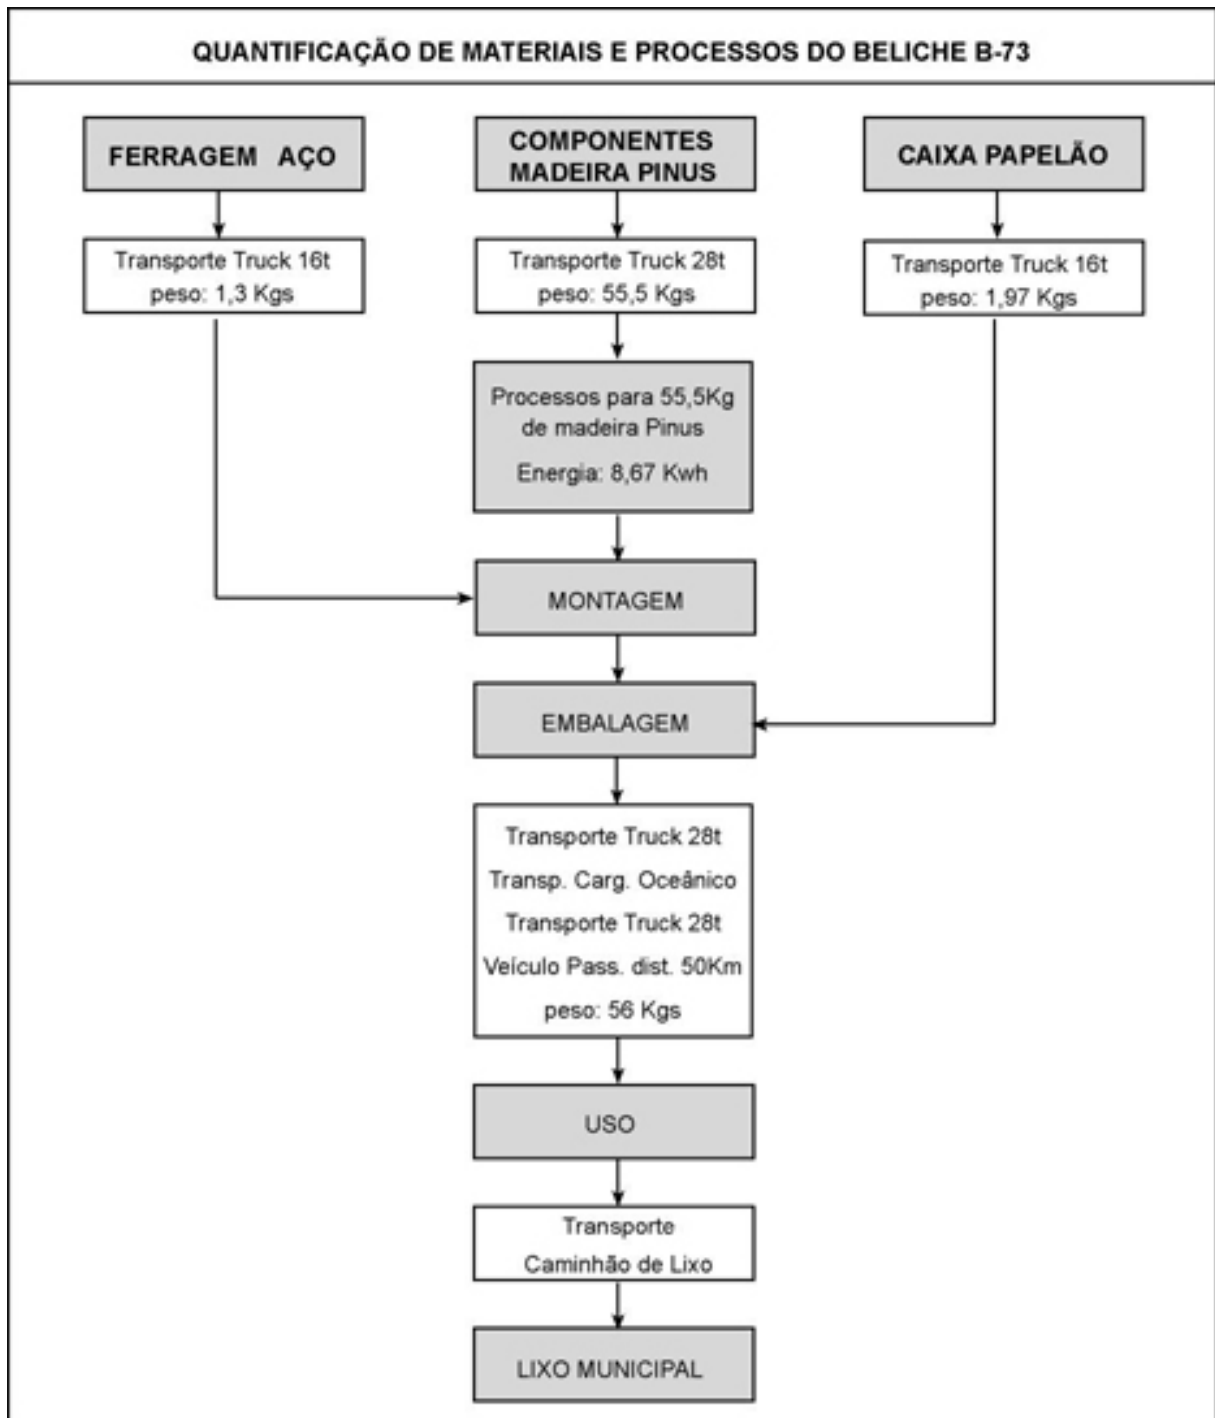 QUANTIFICAÇÃO DE MATERIAIS E PROCESSOS DO BELICHE B-73
FERRAGEM AÇO
COMPONENTES
MADEIRA PINUS
CAIXA PAPELÃO
Transporte Truck 16t
peso: 1,3 Kgs
Transporte Truck 28t
peso: 55,5 Kgs
Transporte Truck 16t
peso: 1,97 Kgs
Processos para 55,5Kg
de madeira Pinus
Energia: 8,67 Kwh
MONTAGEM
EMBALAGEM
Transporte Truck 28t
Transp. Carg. Oceânico
Transporte Truck 28t
Veículo Pass. dist. 50Km
peso: 56 Kgs
USO
Transporte
Caminhão de Lixo
LIXO MUNICIPAL